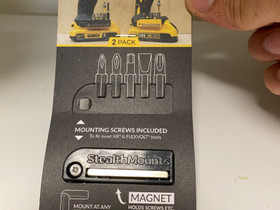 2 PACK
MOUNTING SCREWS INCLUDED
To fit most XR® & FLEXVOLT® tools
StealthMounts
MOUNT AT ANY
MAGNET
HOLDS SCREWS ETC.